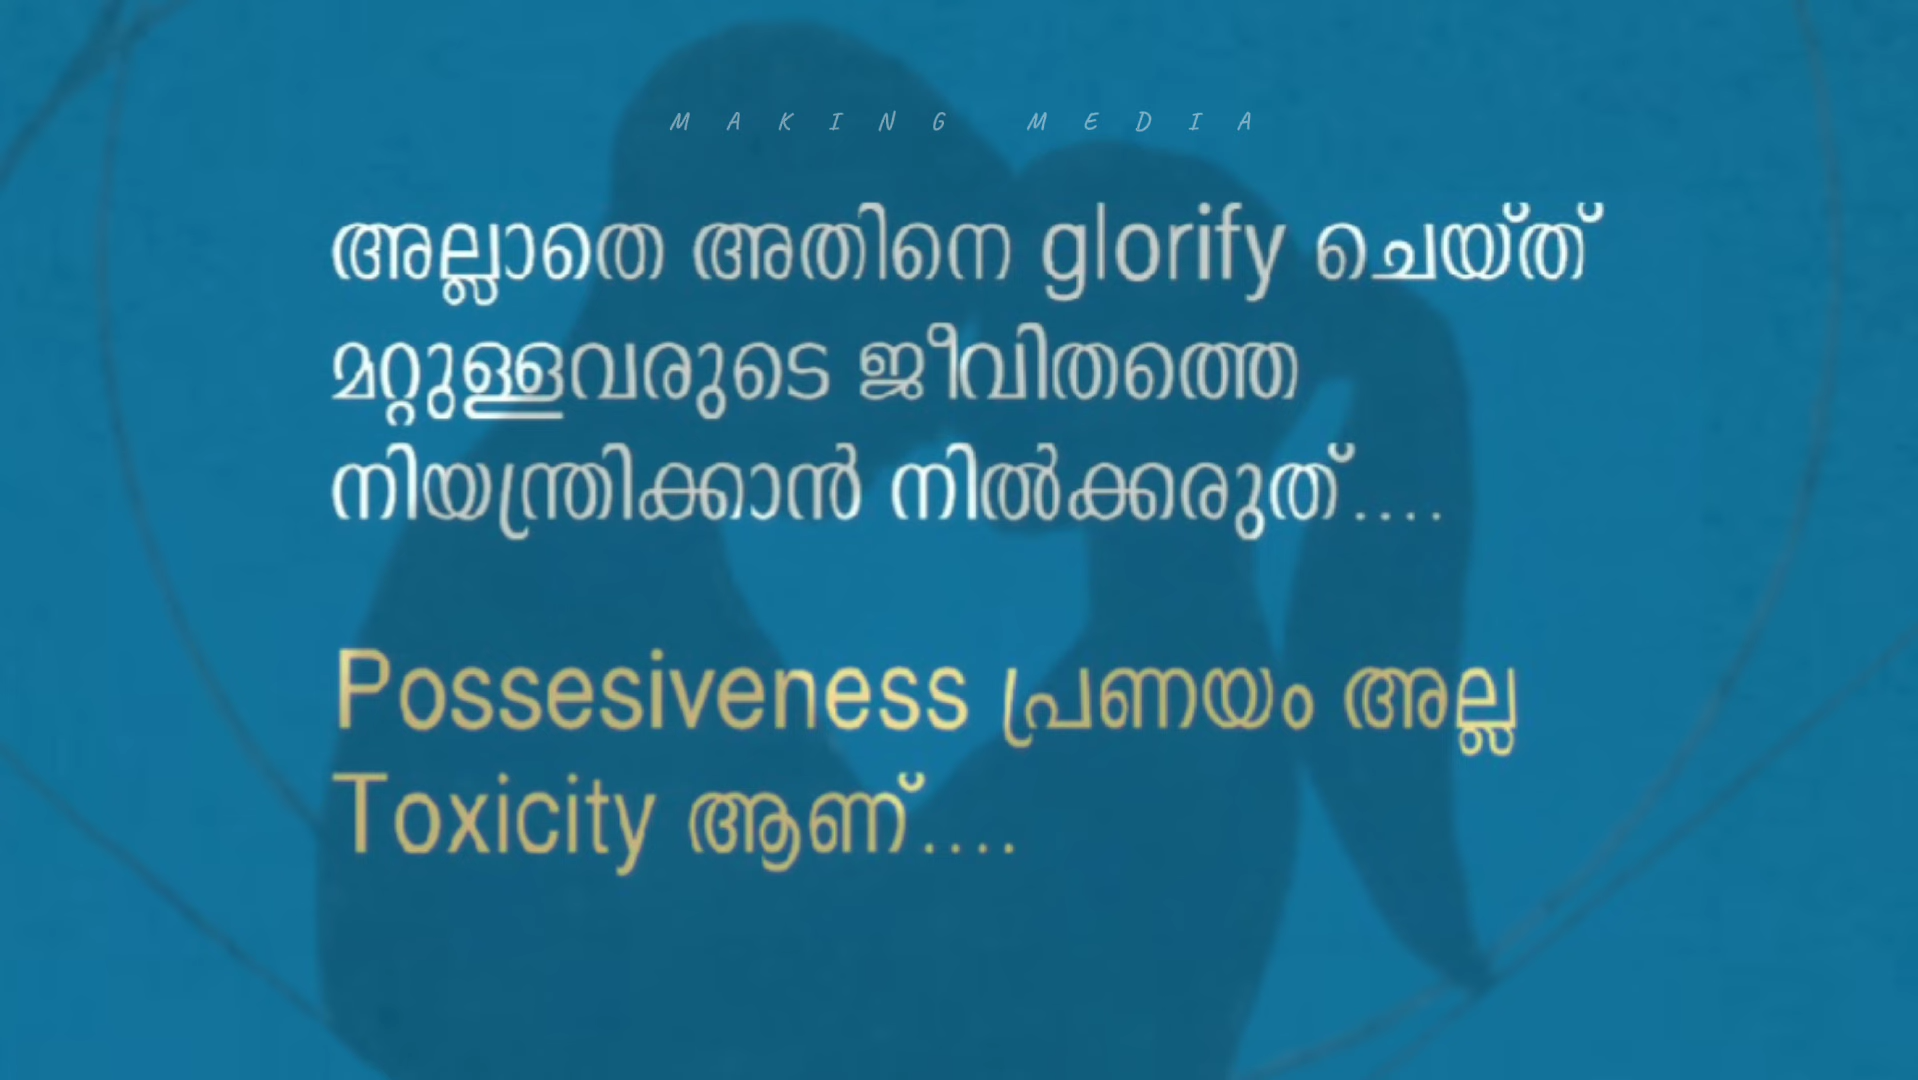 MAKING MEDIA
അല്ലാതെ അതിനെ glorify ചെയ്ത്
മറ്റുള്ളവരുടെ ജീവിതത്തെ
നിയന്ത്രിക്കാൻ നിൽക്കരുത്....
Possesiveness പ്രണയം അല്ല
Toxicity ആണ്....